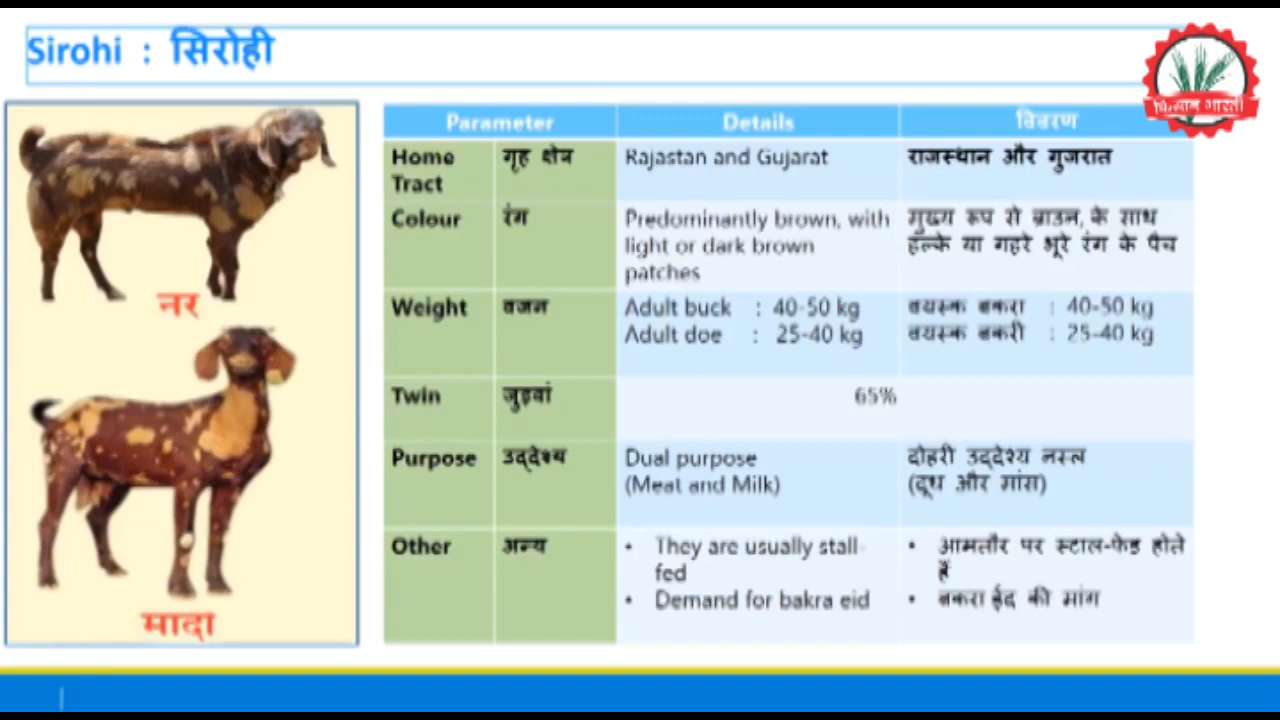 Sirohi : सिरोही
किसान भारती
नर
मादा
Parameter Details विवरण
Home Tract गृह क्षेत्र Rajastan and Gujarat राजस्थान और गुजरात
Colour रंग Predominantly brown, with light or dark brown patches मुख्य रूप से ब्राउन, के साथ हल्के या गहरे भूरे रंग के पैच
Weight वजन Adult buck : 40-50 kg वयस्क बकरा : 40-50 kg
Adult doe : 25-40 kg वयस्क बकरी : 25-40 kg
Twin जुड़वां 65%
Purpose उद्देश्य Dual purpose (Meat and Milk) दोहरी उद्देश्य नस्ल (दूध और मांस)
Other अन्य • They are usually stall-fed • आमतौर पर स्टाल-फेड होते हैं
• Demand for bakra eid • बकरा ईद की मांग